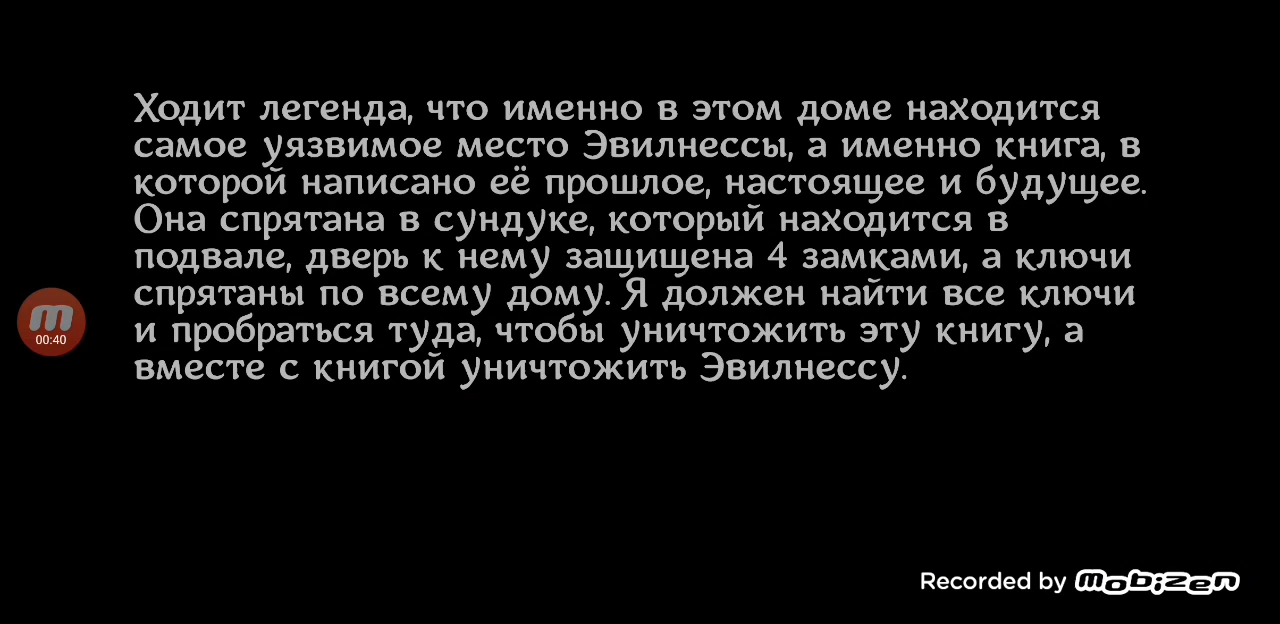 Ходит легенда, что именно в этом доме находится
самое уязвимое место Эвилнессы, а именно книга, в
которой написано её прошлое, настоящее и будущее.
Она спрятана в сундуке, который находится в
подвале, дверь к нему защищена 4 замками, а ключи
спрятаны по всему дому. Я должен найти все ключи
и пробраться туда, чтобы уничтожить эту книгу, а
вместе с книгой уничтожить Эвилнессу.
m
00:40
Recorded by mobizen